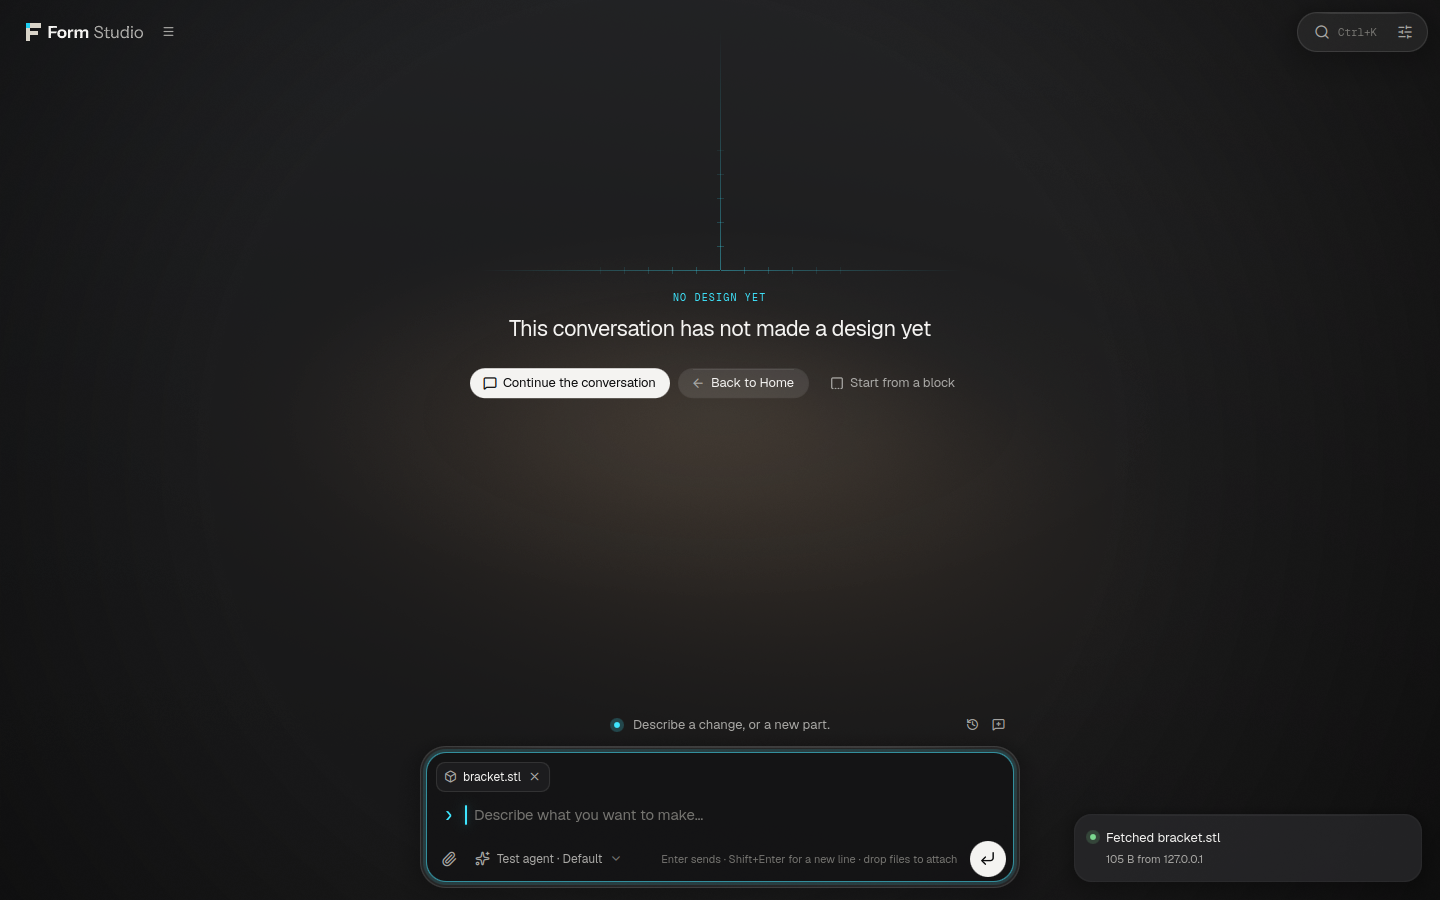 Form Studio
Ctrl+K
NO DESIGN YET
This conversation has not made a design yet
Continue the conversation
Back to Home
Start from a block
Describe a change, or a new part.
bracket.stl
Describe what you want to make...
Test agent · Default
Enter sends · Shift+Enter for a new line · drop files to attach
Fetched bracket.stl
105 B from 127.0.0.1